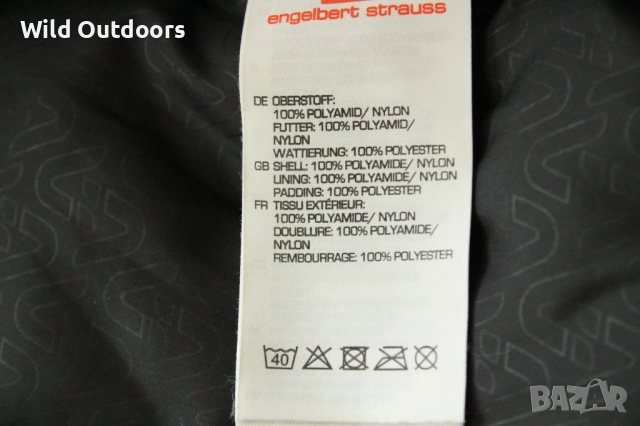 Wild Outdoors
engelbert strauss
DE OBERSTOFF:
100% POLYAMID/ NYLON
FUTTER: 100% POLYAMID/
NYLON
WATTIERUNG: 100% POLYESTER
GB SHELL: 100% POLYAMIDE/ NYLON
LINING: 100% POLYAMIDE/ NYLON
PADDING: 100% POLYESTER
FR TISSU EXTÉRIEUR:
100% POLYAMIDE/ NYLON
DOUBLURE: 100% POLYAMIDE/
NYLON
REMBOURRAGE: 100% POLYESTER
40
BAZAR
bg